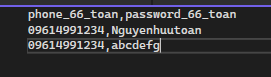 phone_66_toan,password_66_toan
09614991234,Nguyenhuutoan
09614991234,abcdefg